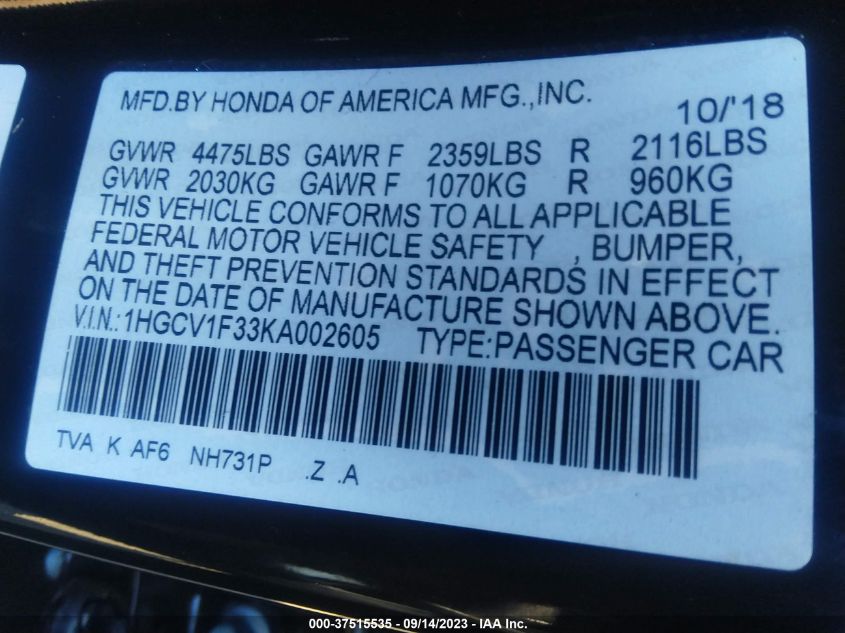 MFD.BY HONDA OF AMERICA MFG.,INC. 10/'18
GVWR 4475LBS GAWR F 2359LBS R 2116LBS
GVWR 2030KG GAWR F 1070KG R 960KG
THIS VEHICLE CONFORMS TO ALL APPLICABLE
FEDERAL MOTOR VEHICLE SAFETY , BUMPER,
AND THEFT PREVENTION STANDARDS IN EFFECT
ON THE DATE OF MANUFACTURE SHOWN ABOVE.
V.I.N.:1HGCV1F33KA002605 TYPE:PASSENGER CAR
TVA K AF6 NH731P .Z .A
000-37515535 - 09/14/2023 - IAA Inc.